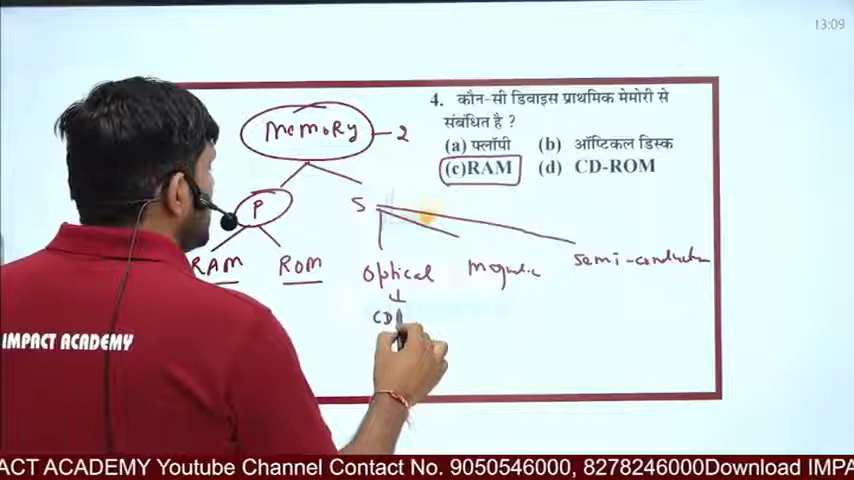 13:09
4. कौन-सी डिवाइस प्राथमिक मेमोरी से
संबंधित है ?
(a) फ्लॉपी (b) ऑप्टिकल डिस्क
(c) RAM (d) CD-ROM
Memory - 2
P S
RAM ROM Optical Magnetic Semi-conductor
CD
IMPACT ACADEMY
ACT ACADEMY Youtube Channel Contact No. 9050546000, 8278246000Download IMPA